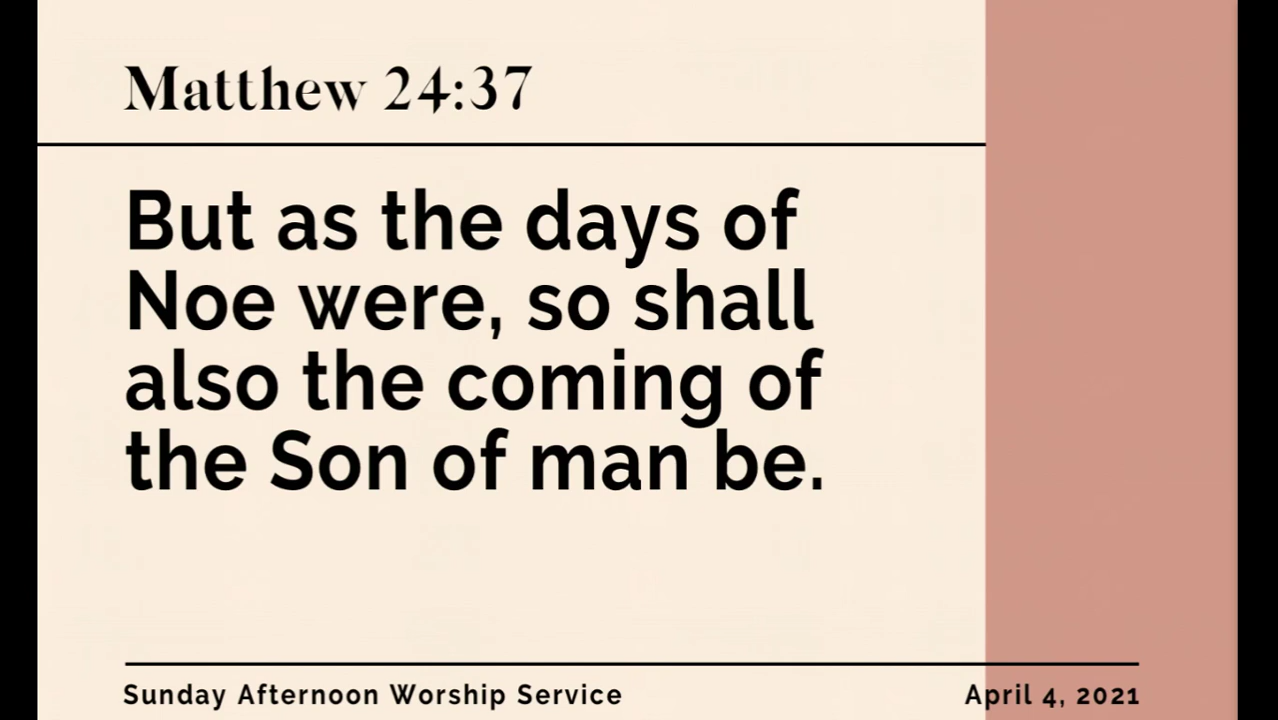 Matthew 24:37
But as the days of
Noe were, so shall
also the coming of
the Son of man be.
Sunday Afternoon Worship Service
April 4, 2021